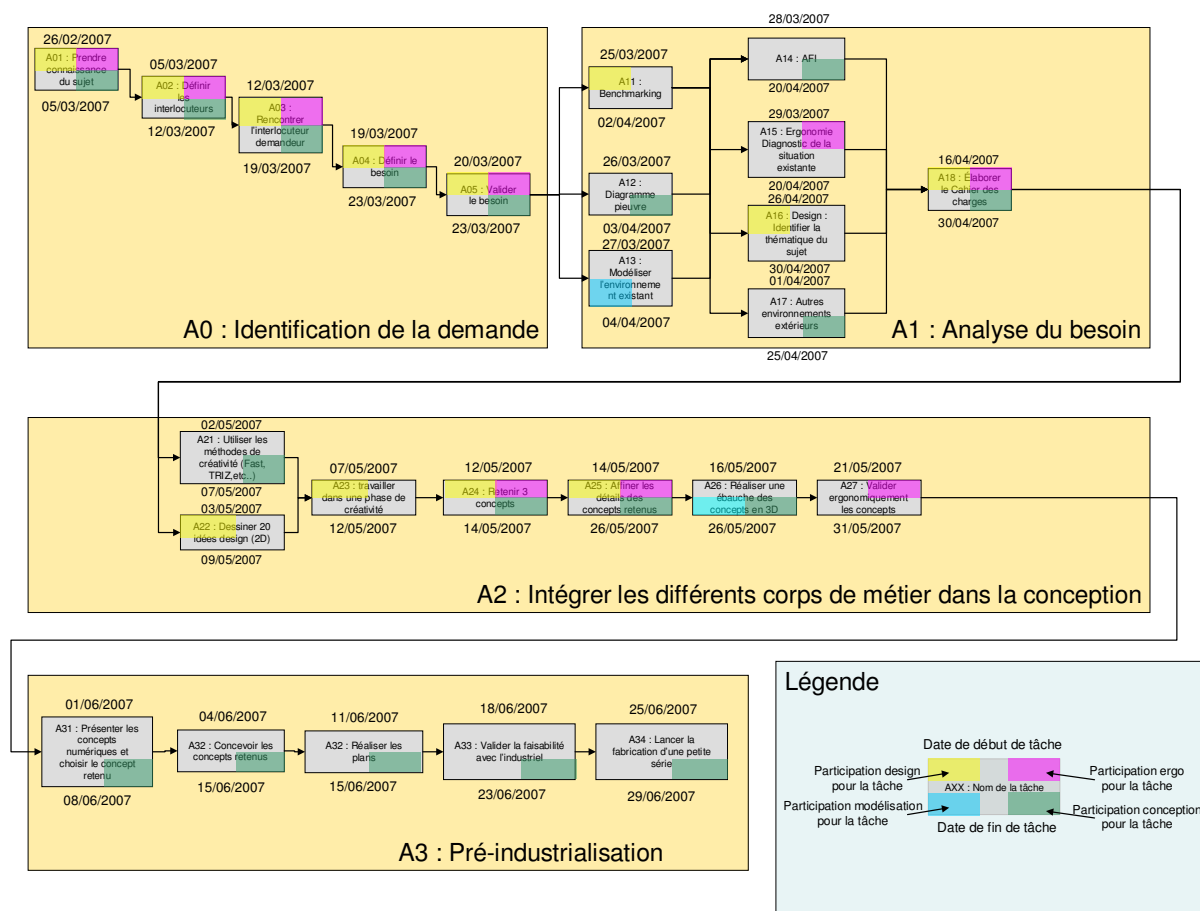 26/02/2007
A01 : Prendre
connaissance
du sujet
05/03/2007
05/03/2007
A02 : Définir
les
interlocuteurs
12/03/2007
12/03/2007
A03 :
Rencontrer
l'interlocuteur
demandeur
19/03/2007
19/03/2007
A04 : Définir le
besoin
23/03/2007
20/03/2007
A05 : Valider
le besoin
23/03/2007
A0 : Identification de la demande
25/03/2007
A11 :
Benchmarking
02/04/2007
26/03/2007
A12 :
Diagramme
pieuvre
03/04/2007
27/03/2007
A13 :
Modéliser
l'environneme
nt existant
04/04/2007
28/03/2007
A14 : AFI
20/04/2007
29/03/2007
A15 : Ergonomie
Diagnostic de la
situation
existante
20/04/2007
26/04/2007
A16 : Design :
Identifier la
thématique du
sujet
30/04/2007
01/04/2007
A17 : Autres
environnements
extérieurs
25/04/2007
16/04/2007
A18 : Élaborer
le Cahier des
charges
30/04/2007
A1 : Analyse du besoin
02/05/2007
A21 : Utiliser les
méthodes de
créativité (Fast,
TRIZ,etc..)
07/05/2007
03/05/2007
A22 : Dessiner 20
idées design (2D)
09/05/2007
07/05/2007
A23 : travailler
dans une phase de
créativité
12/05/2007
12/05/2007
A24 : Retenir 3
concepts
14/05/2007
14/05/2007
A25 : Affiner les
détails des
concepts retenus
26/05/2007
16/05/2007
A26 : Réaliser une
ébauche des
concepts en 3D
26/05/2007
21/05/2007
A27 : Valider
ergonomiquement
les concepts
31/05/2007
A2 : Intégrer les différents corps de métier dans la conception
01/06/2007
A31 : Présenter les
concepts
numériques et
choisir le concept
retenu
08/06/2007
04/06/2007
A32 : Concevoir les
concepts retenus
15/06/2007
11/06/2007
A32 : Réaliser les
plans
15/06/2007
18/06/2007
A33 : Valider la faisabilité
avec l'industriel
23/06/2007
25/06/2007
A34 : Lancer la
fabrication d'une petite
série
29/06/2007
A3 : Pré-industrialisation
Légende
Date de début de tâche
Participation design
pour la tâche
Participation ergo
pour la tâche
AXX : Nom de la tâche
Participation modélisation
pour la tâche
Participation conception
pour la tâche
Date de fin de tâche